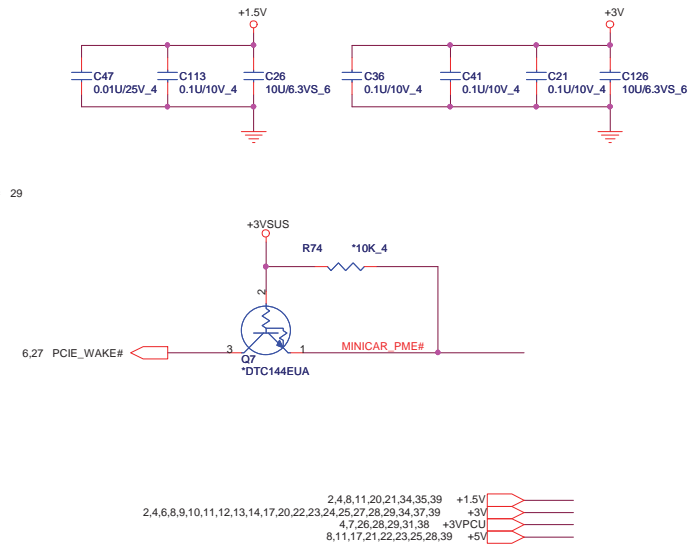 +1.5V
+3V
C47
0.01U/25V_4
C113
0.1U/10V_4
C26
10U/6.3VS_6
C36
0.1U/10V_4
C41
0.1U/10V_4
C21
0.1U/10V_4
C126
10U/6.3VS_6
29
+3VSUS
R74
*10K_4
2
6,27 PCIE_WAKE#
3
1
MINICAR_PME#
Q7
*DTC144EUA
2,4,8,11,20,21,34,35,39 +1.5V
2,4,6,8,9,10,11,12,13,14,17,20,22,23,24,25,27,28,29,34,37,39 +3V
4,7,26,28,29,31,38 +3VPCU
8,11,17,21,22,23,25,28,39 +5V